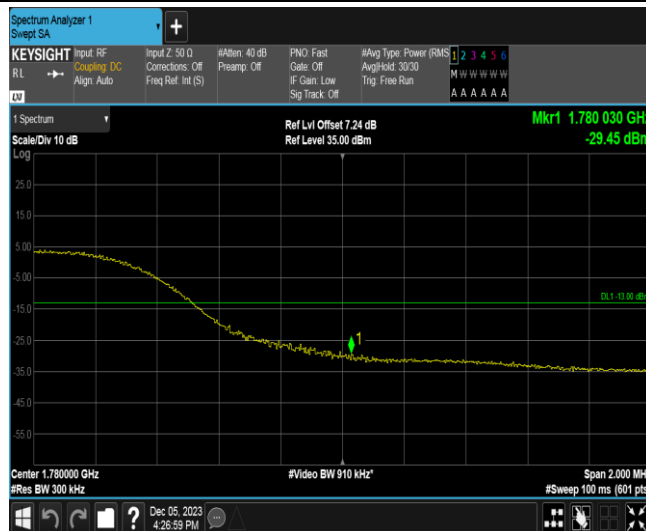 Spectrum Analyzer 1
Swept SA
+
KEYSIGHT
RL
LXI
Input: RF
Coupling: DC
Align: Auto
Input Z: 50 Ω
Corrections: Off
Freq Ref: Int (S)
#Atten: 40 dB
Preamp: Off
PNO: Fast
Gate: Off
IF Gain: Low
Sig Track: Off
#Avg Type: Power (RMS
Avg|Hold: 30/30
Trig: Free Run
1 2 3 4 5 6
M W W W W W
A A A A A A
1 Spectrum
Scale/Div 10 dB
Ref Lvl Offset 7.24 dB
Ref Level 35.00 dBm
Mkr1 1.780 030 GHz
-29.45 dBm
Log
25.0
15.0
5.00
-5.00
DL1 -13.00 dBm
-15.0
-25.0
1
-35.0
-45.0
-55.0
Center 1.780000 GHz
#Res BW 300 kHz
#Video BW 910 kHz*
Span 2.000 MH
#Sweep 100 ms (601 pts
?
Dec 05, 2023
4:26:59 PM